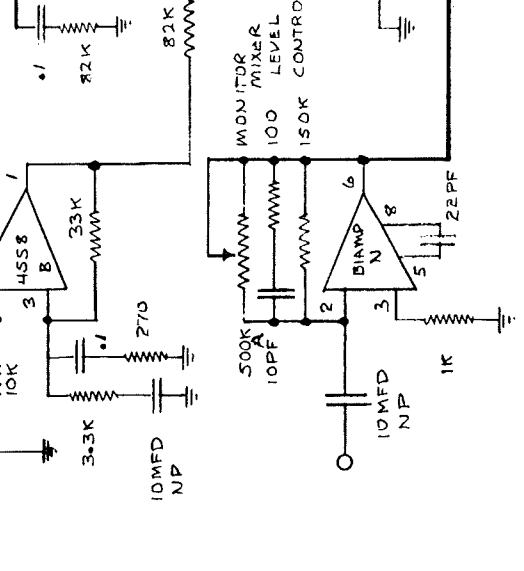 .1
82K
82K
1
4558
B
3
33K
.1
270
10K
3.3K
10MFD
NP
MONITOR
MIXER
LEVEL
CONTRO
100
150K
500K
A
10PF
6
BIAMP
N
8
5
22PF
2
3
1K
10MFD
NP